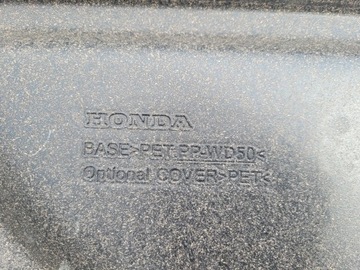 HONDA
BASE>PET PP-WD50<
Optional COVER>PET<